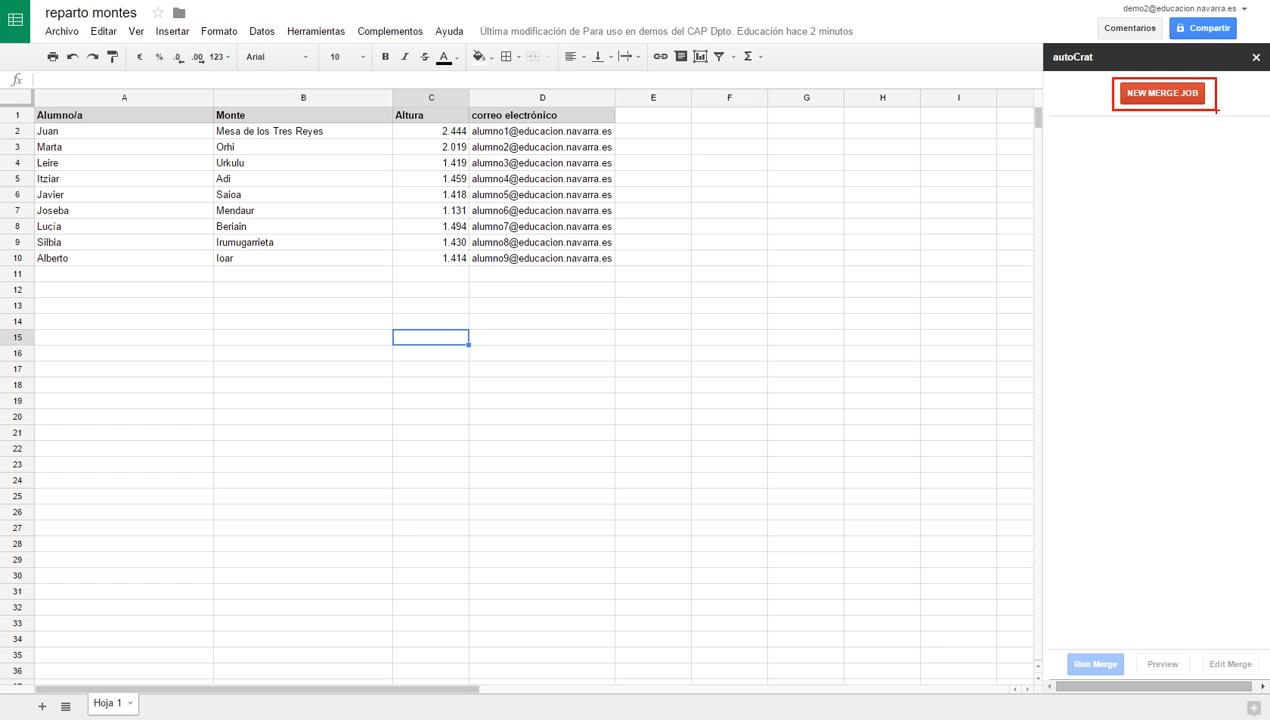 reparto montes
demo2@educacion.navarra.es
Archivo Editar Ver Insertar Formato Datos Herramientas Complementos Ayuda Última modificación de Para uso en demos del CAP Dpto. Educación hace 2 minutos
Comentarios Compartir
€ % .0 .00 123 Arial 10 B I S A Σ
autoCrat
fx
NEW MERGE JOB
A B C D E F G H I
1 Alumno/a Monte Altura correo electrónico
2 Juan Mesa de los Tres Reyes 2.444 alumno1@educacion.navarra.es
3 Marta Orhi 2.019 alumno2@educacion.navarra.es
4 Leire Urkulu 1.419 alumno3@educacion.navarra.es
5 Itziar Adi 1.459 alumno4@educacion.navarra.es
6 Javier Saioa 1.418 alumno5@educacion.navarra.es
7 Joseba Mendaur 1.131 alumno6@educacion.navarra.es
8 Lucía Beriain 1.494 alumno7@educacion.navarra.es
9 Silbia Irumugarrieta 1.430 alumno8@educacion.navarra.es
10 Alberto Ioar 1.414 alumno9@educacion.navarra.es
11
12
13
14
15
16
17
18
19
20
21
22
23
24
25
26
27
28
29
30
31
32
33
34
35
36
Run Merge Preview Edit Merge
Hoja 1